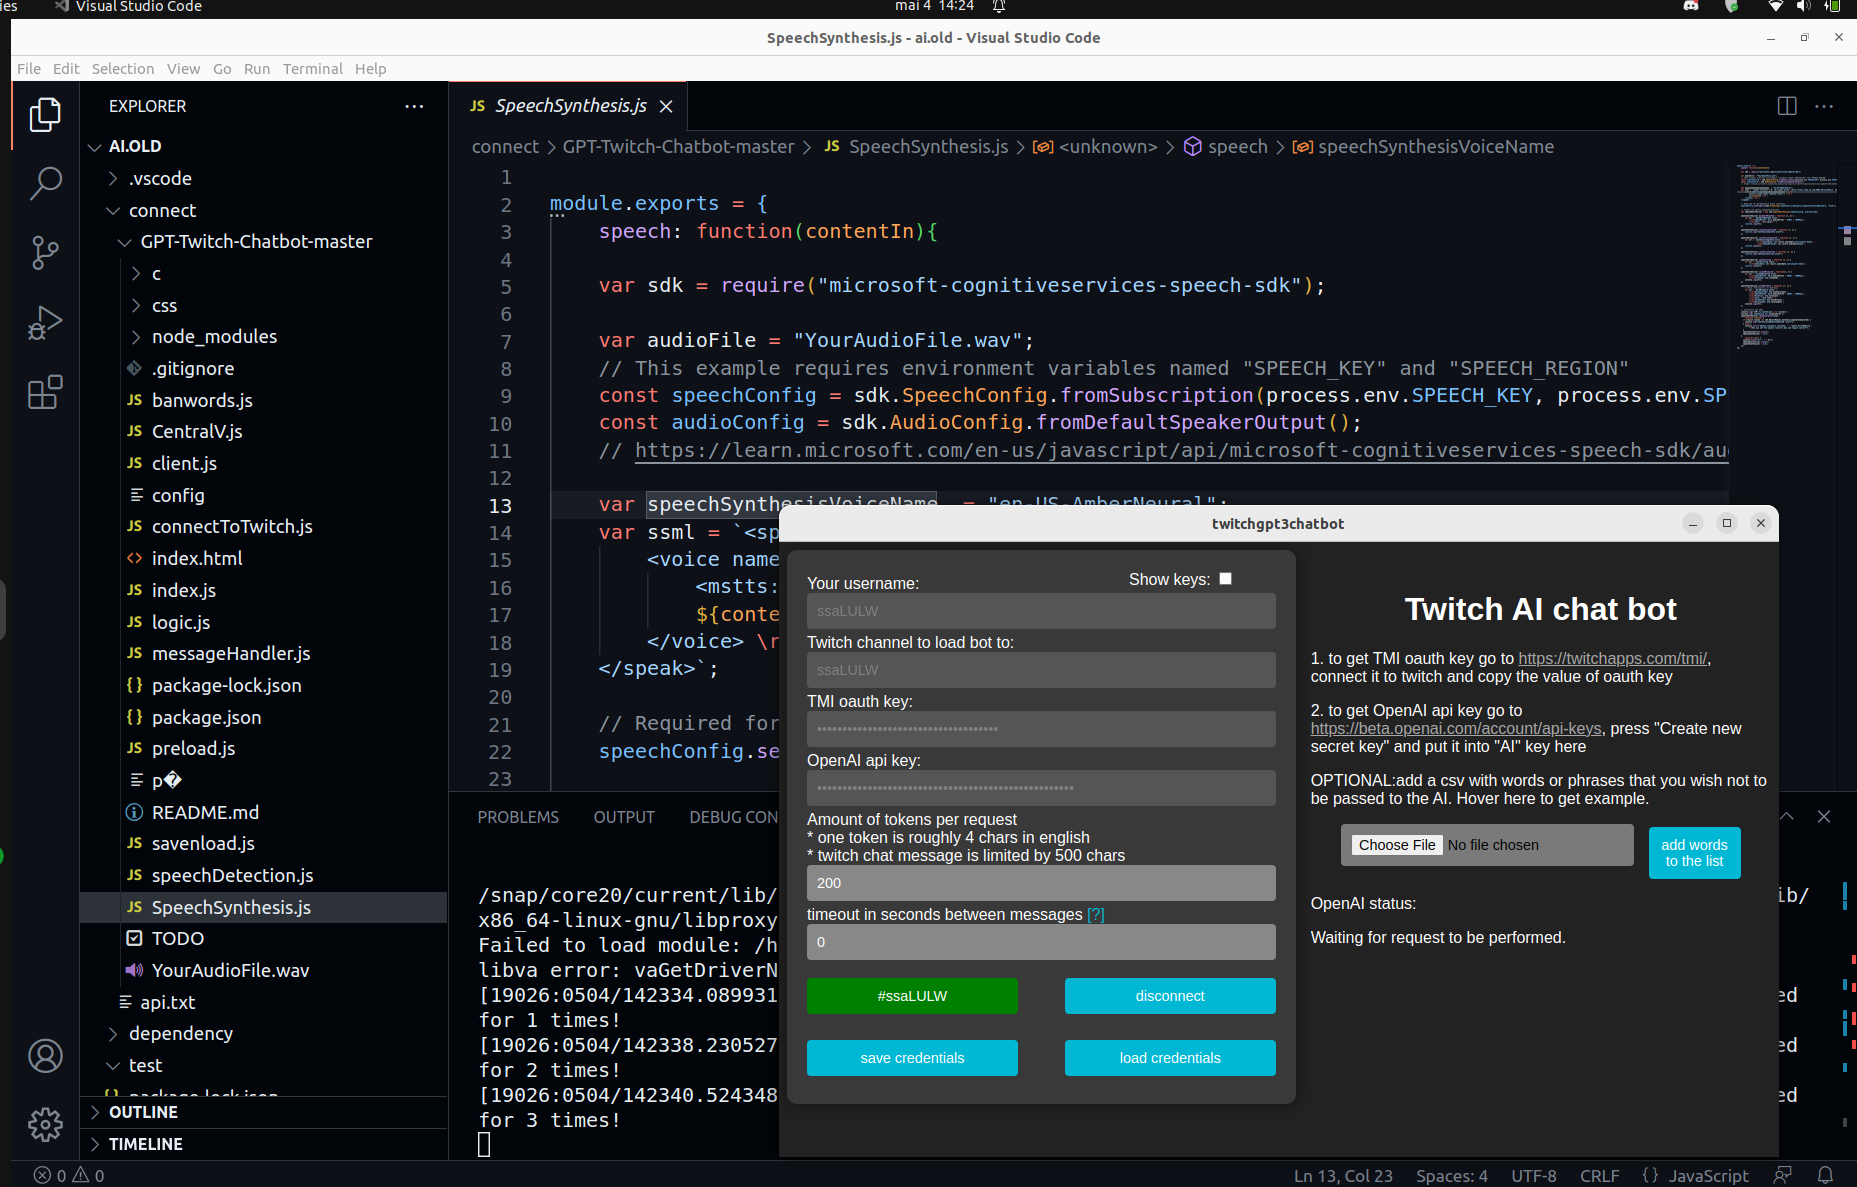 ies Visual Studio Code mai 4 14:24
SpeechSynthesis.js - ai.old - Visual Studio Code
File Edit Selection View Go Run Terminal Help
EXPLORER
AI.OLD
.vscode
connect
GPT-Twitch-Chatbot-master
c
css
node_modules
.gitignore
JS banwords.js
JS CentralV.js
JS client.js
config
JS connectToTwitch.js
<> index.html
JS index.js
JS logic.js
JS messageHandler.js
{} package-lock.json
{} package.json
JS preload.js
p�
README.md
JS savenload.js
JS speechDetection.js
JS SpeechSynthesis.js
TODO
YourAudioFile.wav
api.txt
dependency
test
{} package-lock.json
OUTLINE
TIMELINE
JS SpeechSynthesis.js
connect > GPT-Twitch-Chatbot-master > JS SpeechSynthesis.js > <unknown> > speech > speechSynthesisVoiceName
1
2 module.exports = {
3 speech: function(contentIn){
4
5 var sdk = require("microsoft-cognitiveservices-speech-sdk");
6
7 var audioFile = "YourAudioFile.wav";
8 // This example requires environment variables named "SPEECH_KEY" and "SPEECH_REGION"
9 const speechConfig = sdk.SpeechConfig.fromSubscription(process.env.SPEECH_KEY, process.env.SP
10 const audioConfig = sdk.AudioConfig.fromDefaultSpeakerOutput();
11 // https://learn.microsoft.com/en-us/javascript/api/microsoft-cognitiveservices-speech-sdk/au
12
13 var speechSynthesisVoiceName = "en-US-AmberNeural";
14 var ssml = `<sp
15 <voice name
16 <mstts:
17 ${conte
18 </voice> \r
19 </speak>`;
20
21 // Required for
22 speechConfig.se
23
PROBLEMS OUTPUT DEBUG CON
/snap/core20/current/lib/ ib/
x86_64-linux-gnu/libproxy
Failed to load module: /h
libva error: vaGetDriverN
[19026:0504/142334.089931 ed
for 1 times!
[19026:0504/142338.230527 ed
for 2 times!
[19026:0504/142340.524348 ed
for 3 times!
twitchgpt3chatbot
Your username: Show keys:
ssaLULW
Twitch channel to load bot to:
ssaLULW
TMI oauth key:
OpenAI api key:
Amount of tokens per request
* one token is roughly 4 chars in english
* twitch chat message is limited by 500 chars
200
timeout in seconds between messages [?]
0
#ssaLULW disconnect
save credentials load credentials
Twitch AI chat bot
1. to get TMI oauth key go to https://twitchapps.com/tmi/,
connect it to twitch and copy the value of oauth key
2. to get OpenAI api key go to
https://beta.openai.com/account/api-keys, press "Create new
secret key" and put it into "AI" key here
OPTIONAL:add a csv with words or phrases that you wish not to
be passed to the AI. Hover here to get example.
Choose File No file chosen
add words
to the list
OpenAI status:
Waiting for request to be performed.
0 0 Ln 13, Col 23 Spaces: 4 UTF-8 CRLF {} JavaScript